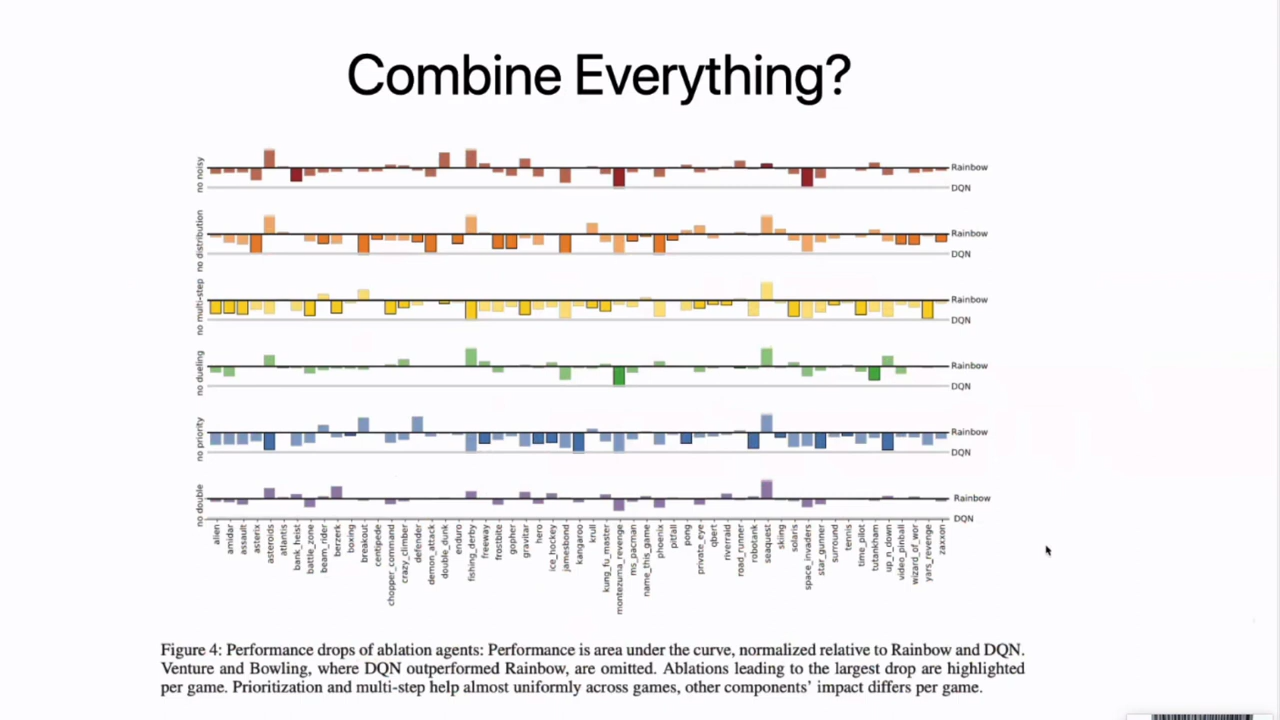 Combine Everything?
no noisy
Rainbow
DQN
no distribution
Rainbow
DQN
no multi-step
Rainbow
DQN
no dueling
Rainbow
DQN
no priority
Rainbow
DQN
no double
Rainbow
DQN
alien
amidar
assault
asterix
asteroids
atlantis
bank_heist
battle_zone
beam_rider
berzerk
boxing
breakout
centipede
chopper_command
crazy_climber
defender
demon_attack
double_dunk
enduro
fishing_derby
freeway
frostbite
gopher
gravitar
hero
ice_hockey
jamesbond
kangaroo
krull
kung_fu_master
montezuma_revenge
ms_pacman
name_this_game
phoenix
pitfall
pong
private_eye
qbert
riverraid
road_runner
robotank
seaquest
skiing
solaris
space_invaders
star_gunner
surround
tennis
time_pilot
tutankham
up_n_down
video_pinball
wizard_of_wor
yars_revenge
zaxxon
Figure 4: Performance drops of ablation agents: Performance is area under the curve, normalized relative to Rainbow and DQN.
Venture and Bowling, where DQN outperformed Rainbow, are omitted. Ablations leading to the largest drop are highlighted
per game. Prioritization and multi-step help almost uniformly across games, other components' impact differs per game.